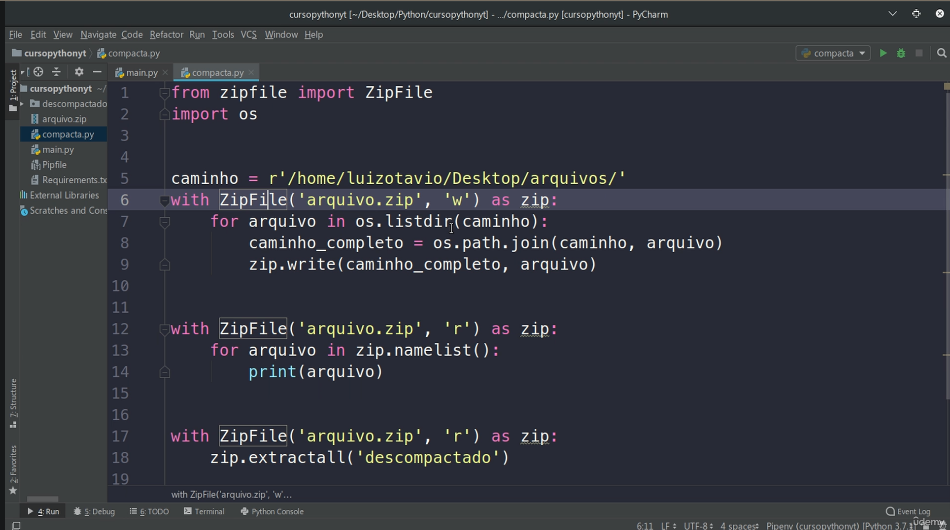 cursopythonyt [~/Desktop/Python/cursopythonyt] - .../compacta.py [cursopythonyt] - PyCharm
File Edit View Navigate Code Refactor Run Tools VCS Window Help
cursopythonyt compacta.py compacta
1: Project
main.py compacta.py
cursopythonyt ~/
descompactado
arquivo.zip
compacta.py
main.py
Pipfile
Requirements.tx
External Libraries
Scratches and Cons
1 from zipfile import ZipFile
2 import os
3
4
5 caminho = r'/home/luizotavio/Desktop/arquivos/'
6 with ZipFile('arquivo.zip', 'w') as zip:
7 for arquivo in os.listdir(caminho):
8 caminho_completo = os.path.join(caminho, arquivo)
9 zip.write(caminho_completo, arquivo)
10
11
12 with ZipFile('arquivo.zip', 'r') as zip:
13 for arquivo in zip.namelist():
14 print(arquivo)
15
16
17 with ZipFile('arquivo.zip', 'r') as zip:
18 zip.extractall('descompactado')
19
7: Structure
2: Favorites
with ZipFile('arquivo.zip', 'w'...
4: Run 5: Debug 6: TODO Terminal Python Console Event Log
6:11 LF UTF-8 4 spaces Pipenv (cursopythonyt) [Python 3.7.
Udemy